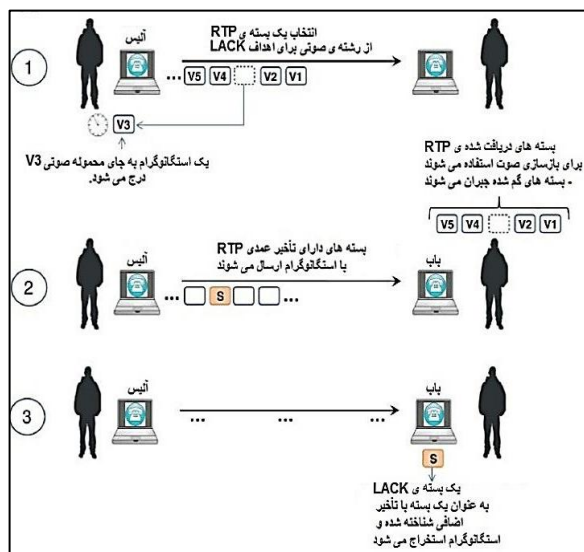 1
آلیس
انتخاب یک بسته ی RTP
از رشته ی صوتی برای اهداف LACK
... V5 V4 V2 V1
V3
یک استگانوگرام به جای محموله صوتی V3
درج می شود.
بسته های دریافت شده ی RTP
برای بازسازی صوت استفاده می شوند
- بسته های گم شده جبران می شوند
V5 V4 V2 V1
2
آلیس
بسته های دارای تأخیر عمدی RTP
با استگانوگرام ارسال می شوند
باب
... S ...
3
آلیس
... ... ...
باب
S
یک بسته ی LACK
به عنوان یک بسته با تأخیر
اضافی شناخته شده و
استگانوگرام استخراج می شود